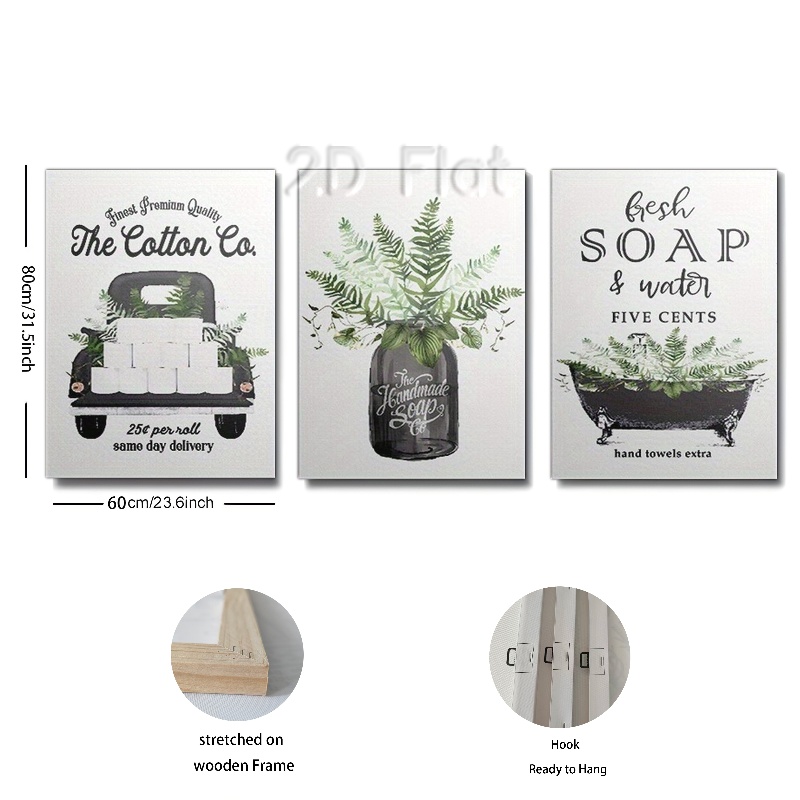 2D Flat
80cm/31.5inch
Finest Premium Quality
The Cotton Co.
25¢ per roll
same day delivery
The
Handmade
Soap
Co
fresh
SOAP
& water
FIVE CENTS
hand towels extra
60cm/23.6inch
stretched on
wooden Frame
Hook
Ready to Hang